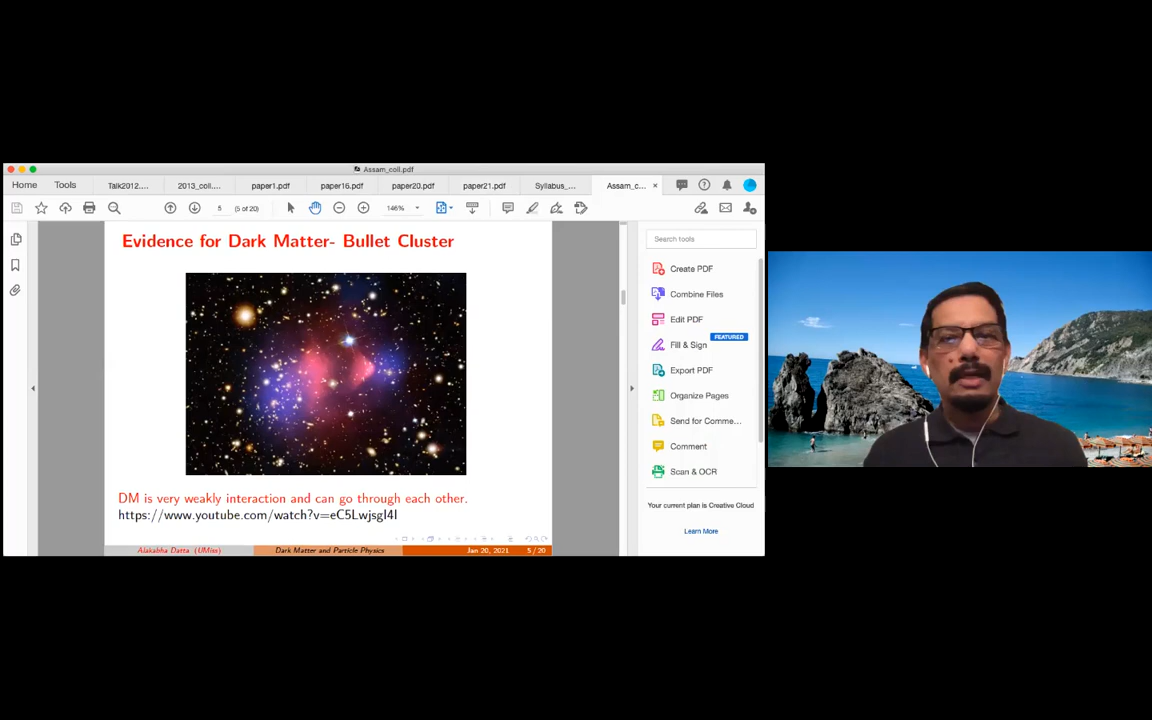 Assam_coll.pdf
Home Tools Talk2012.... 2013_coll.... paper1.pdf paper16.pdf paper20.pdf paper21.pdf Syllabus_... Assam_c... ×
5 (5 of 20) 146%
Evidence for Dark Matter- Bullet Cluster
DM is very weakly interaction and can go through each other.
https://www.youtube.com/watch?v=eC5LwjsgI4I
Alakabha Datta (UMiss) Dark Matter and Particle Physics Jan 20, 2021 5 / 20
Search tools
Create PDF
Combine Files
Edit PDF
FEATURED
Fill & Sign
Export PDF
Organize Pages
Send for Comme...
Comment
Scan & OCR
Your current plan is Creative Cloud
Learn More